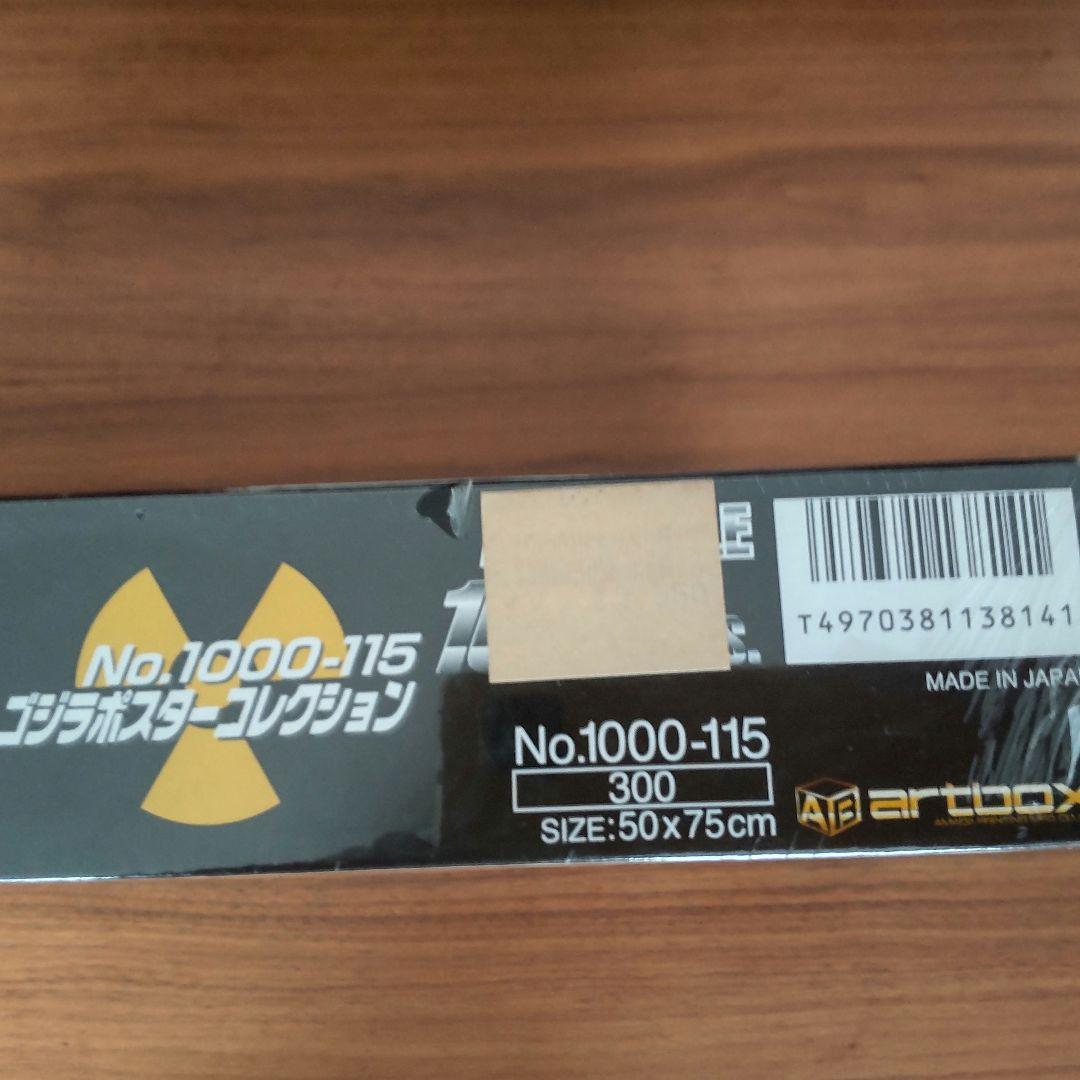 No.1000-115
ゴジラポスターコレクション
No.1000-115
300
SIZE:50x75cm
T4970381138141
MADE IN JAPA
artbox